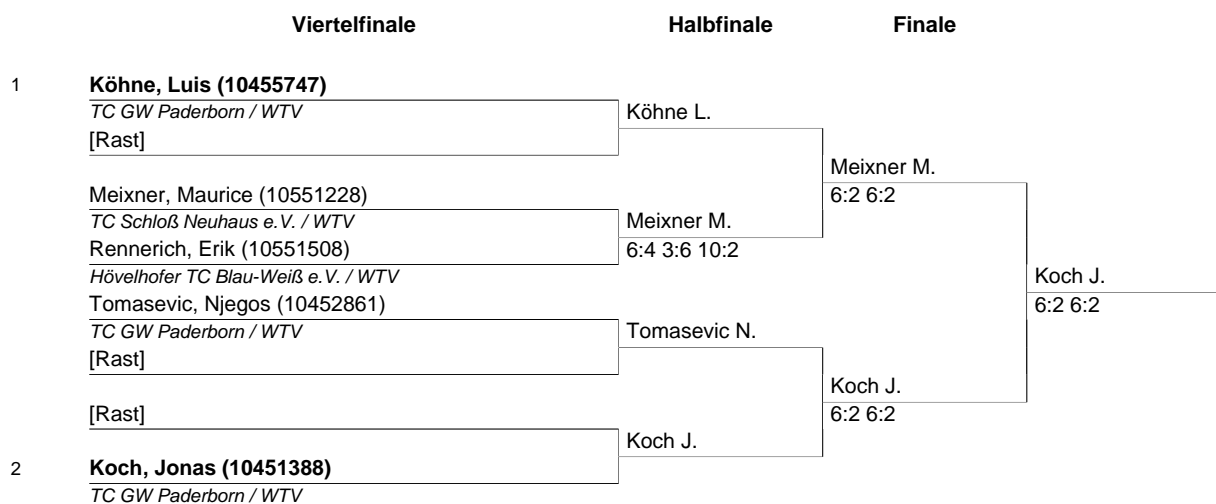 Viertelfinale Halbfinale Finale
1 Köhne, Luis (10455747)
TC GW Paderborn / WTV Köhne L.
[Rast]
Meixner M.
Meixner, Maurice (10551228) 6:2 6:2
TC Schloß Neuhaus e.V. / WTV Meixner M.
Rennerich, Erik (10551508) 6:4 3:6 10:2
Hövelhofer TC Blau-Weiß e.V. / WTV Koch J.
Tomasevic, Njegos (10452861) 6:2 6:2
TC GW Paderborn / WTV Tomasevic N.
[Rast]
Koch J.
[Rast] 6:2 6:2
Koch J.
2 Koch, Jonas (10451388)
TC GW Paderborn / WTV